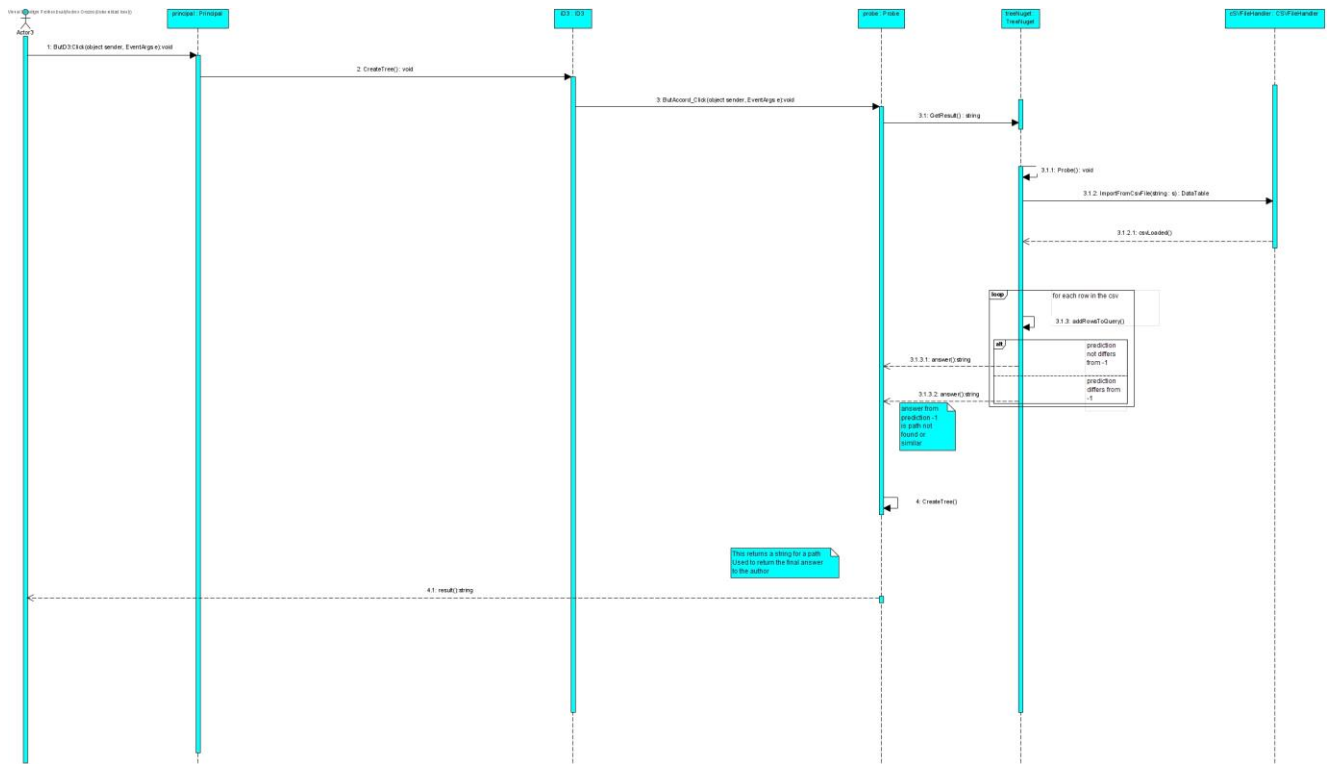 principal : Principal
ID3 : ID3
probe : Probe
treeNuget :
TreeNuget
cSVFileHandler : CSVFileHandler
Actor3
1: ButID3:Click(object sender, EventArgs e):void
2: CreateTree() : void
3: ButAccord_Click(object sender, EventArgs e):void
3.1: GetResult() : string
3.1.1: Probe() : void
3.1.2: ImportFromCsvFile(string : s) : DataTable
3.1.2.1: csvLoaded()
loop
for each row in the csv
3.1.3: addRowsToQuery()
alt
prediction
not differs
from -1
3.1.3.1: answer():string
prediction
differs from
-1
3.1.3.2: answer():string
answer from
prediction -1
ie path not
found or
similar
4: CreateTree()
This returns a string for a path
Used to return the final answer
to the author
4.1: result():string